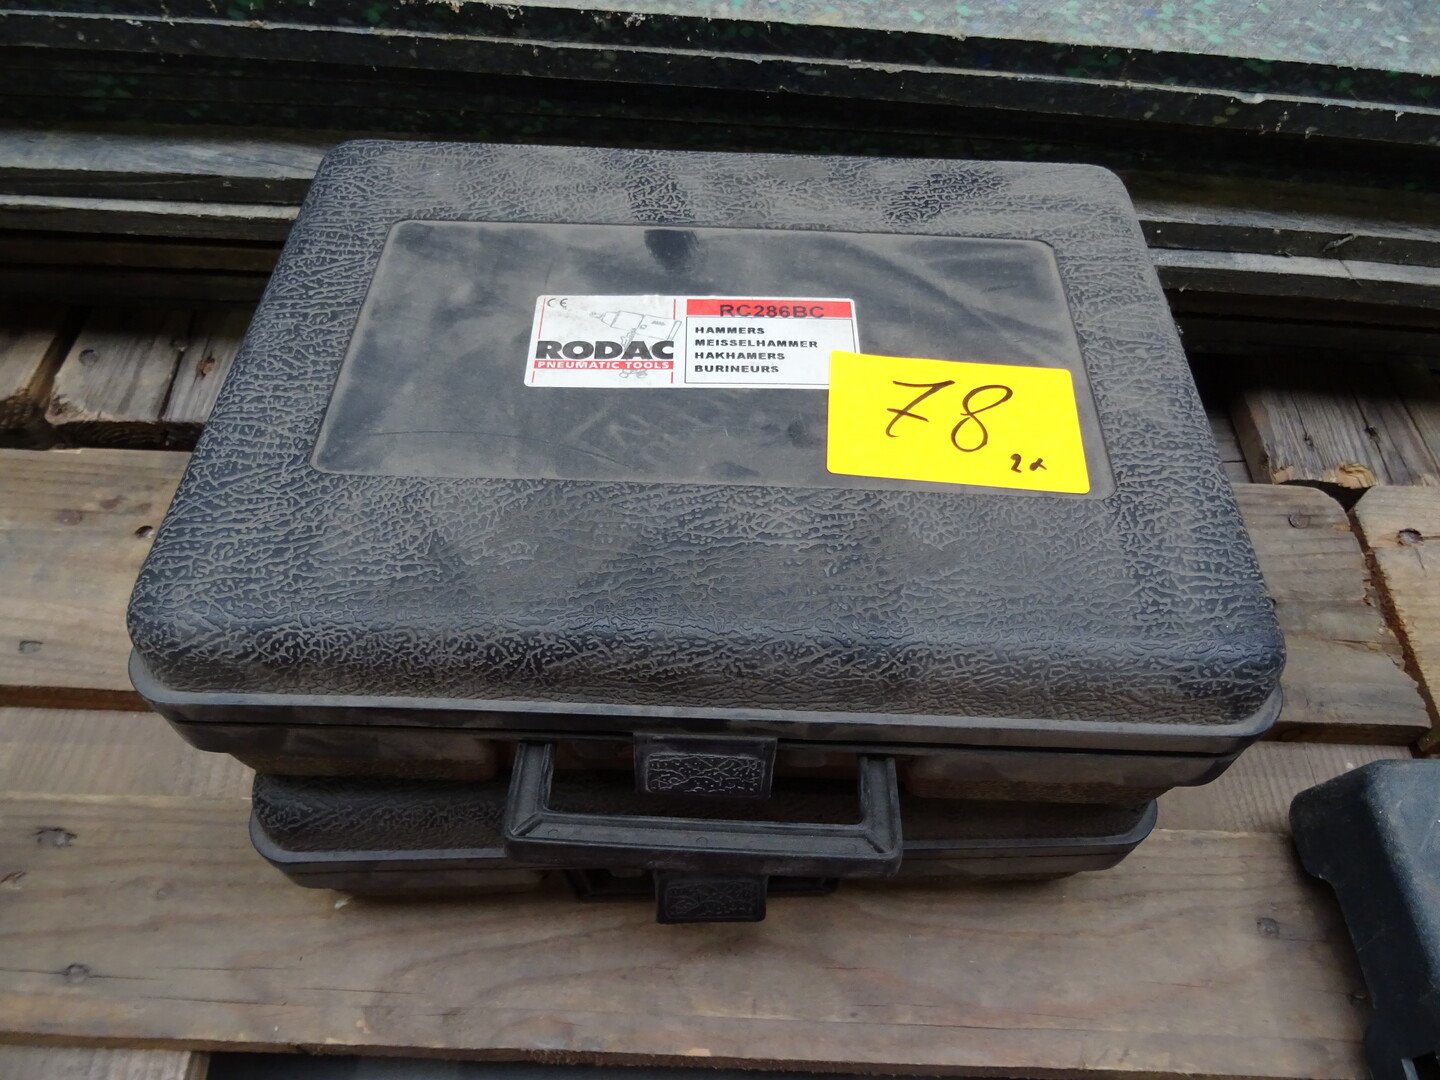 CE
RODAC
PNEUMATIC TOOLS
RC286BC
HAMMERS
MEISSELHAMMER
HAKHAMERS
BURINEURS
78
2x